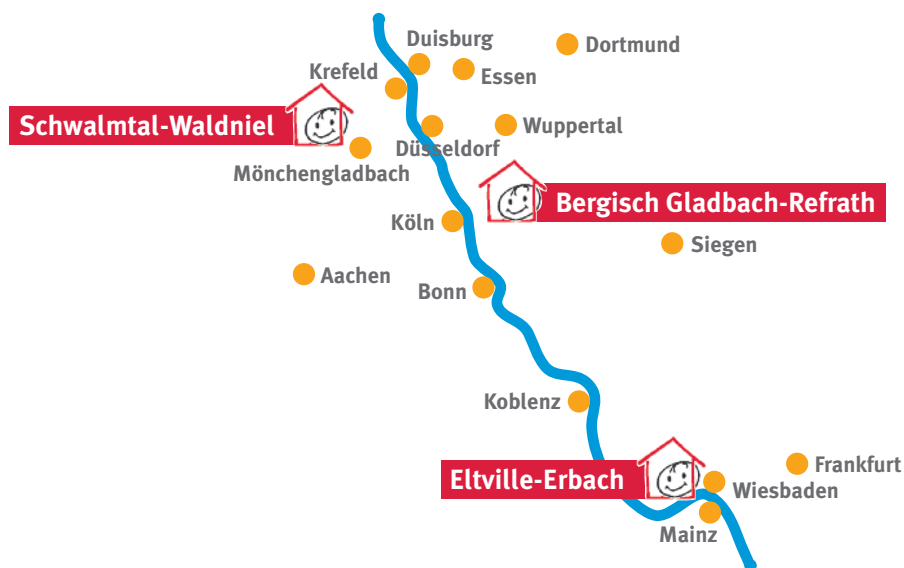 Duisburg
Dortmund
Krefeld
Essen
Schwalmtal-Waldniel
Wuppertal
Düsseldorf
Mönchengladbach
Bergisch Gladbach-Refrath
Köln
Siegen
Aachen
Bonn
Koblenz
Frankfurt
Eltville-Erbach
Wiesbaden
Mainz